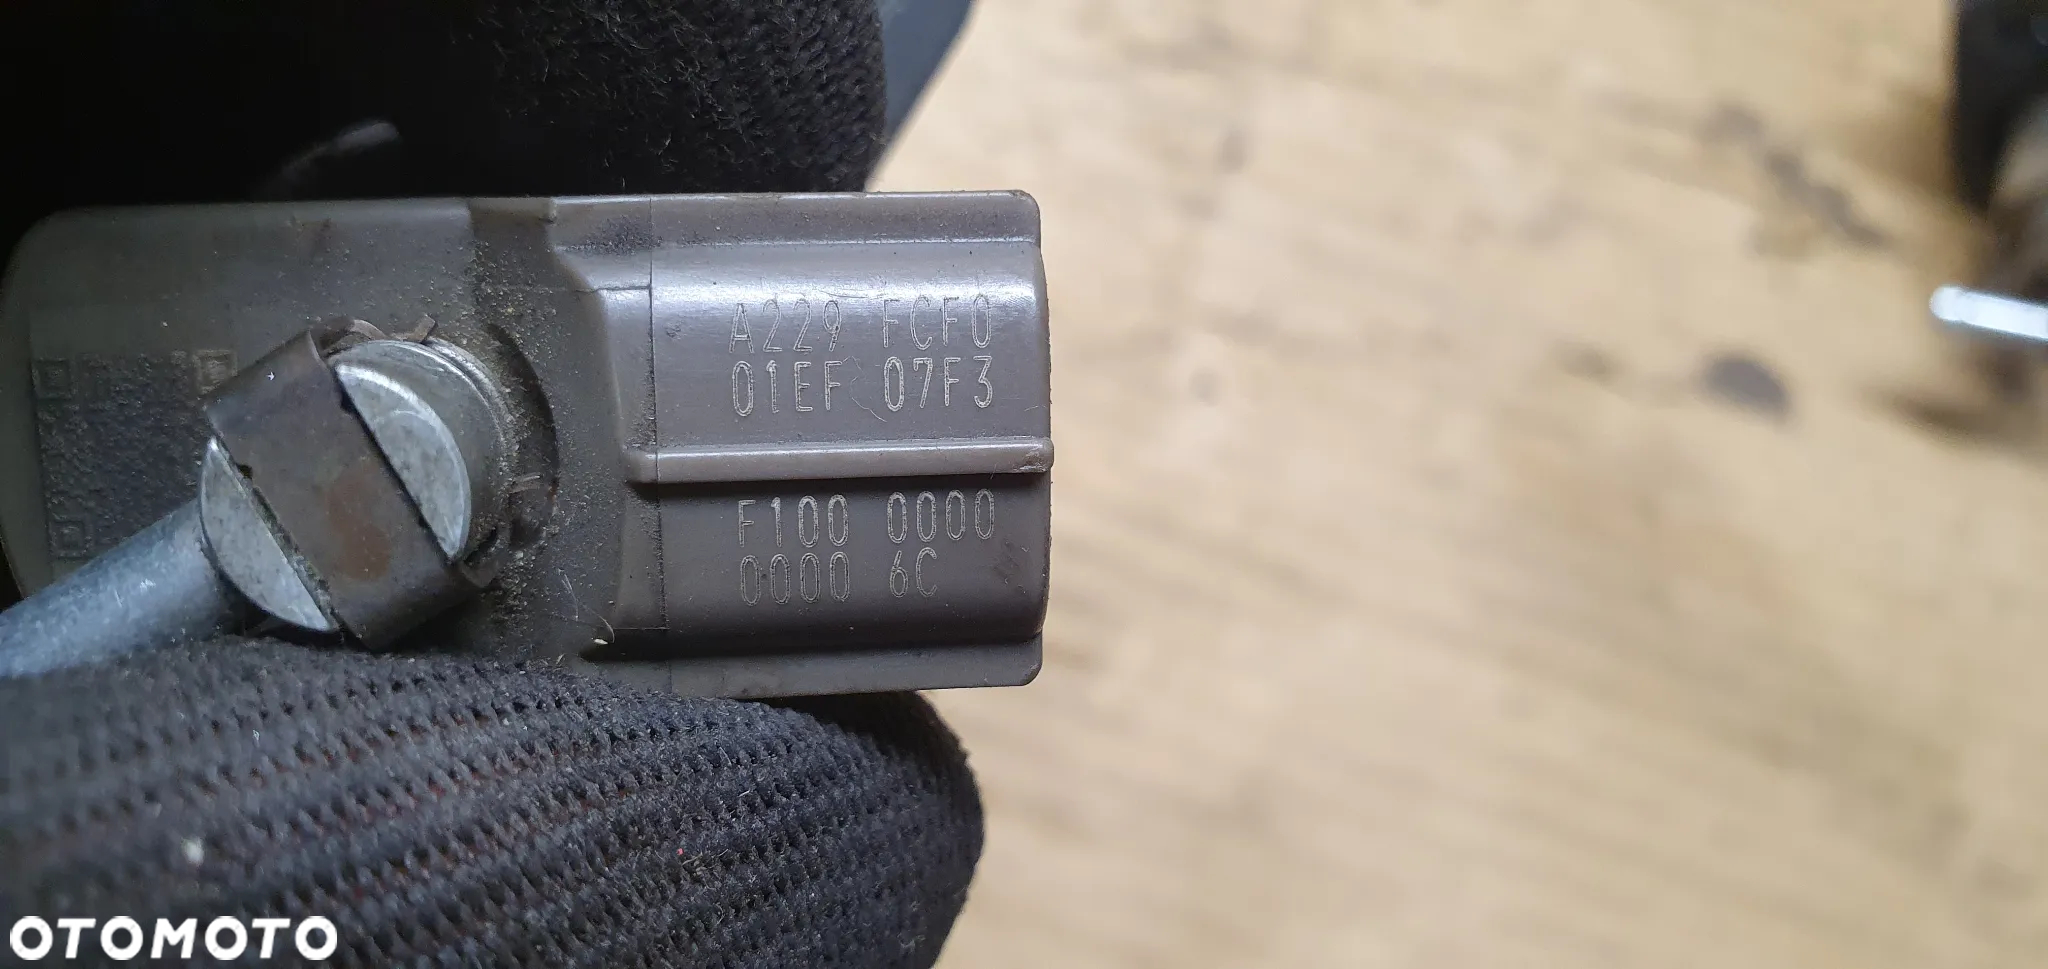 A229 FCF0
01EF 07F3
F100 0000
0000 6C
OTOMOTO